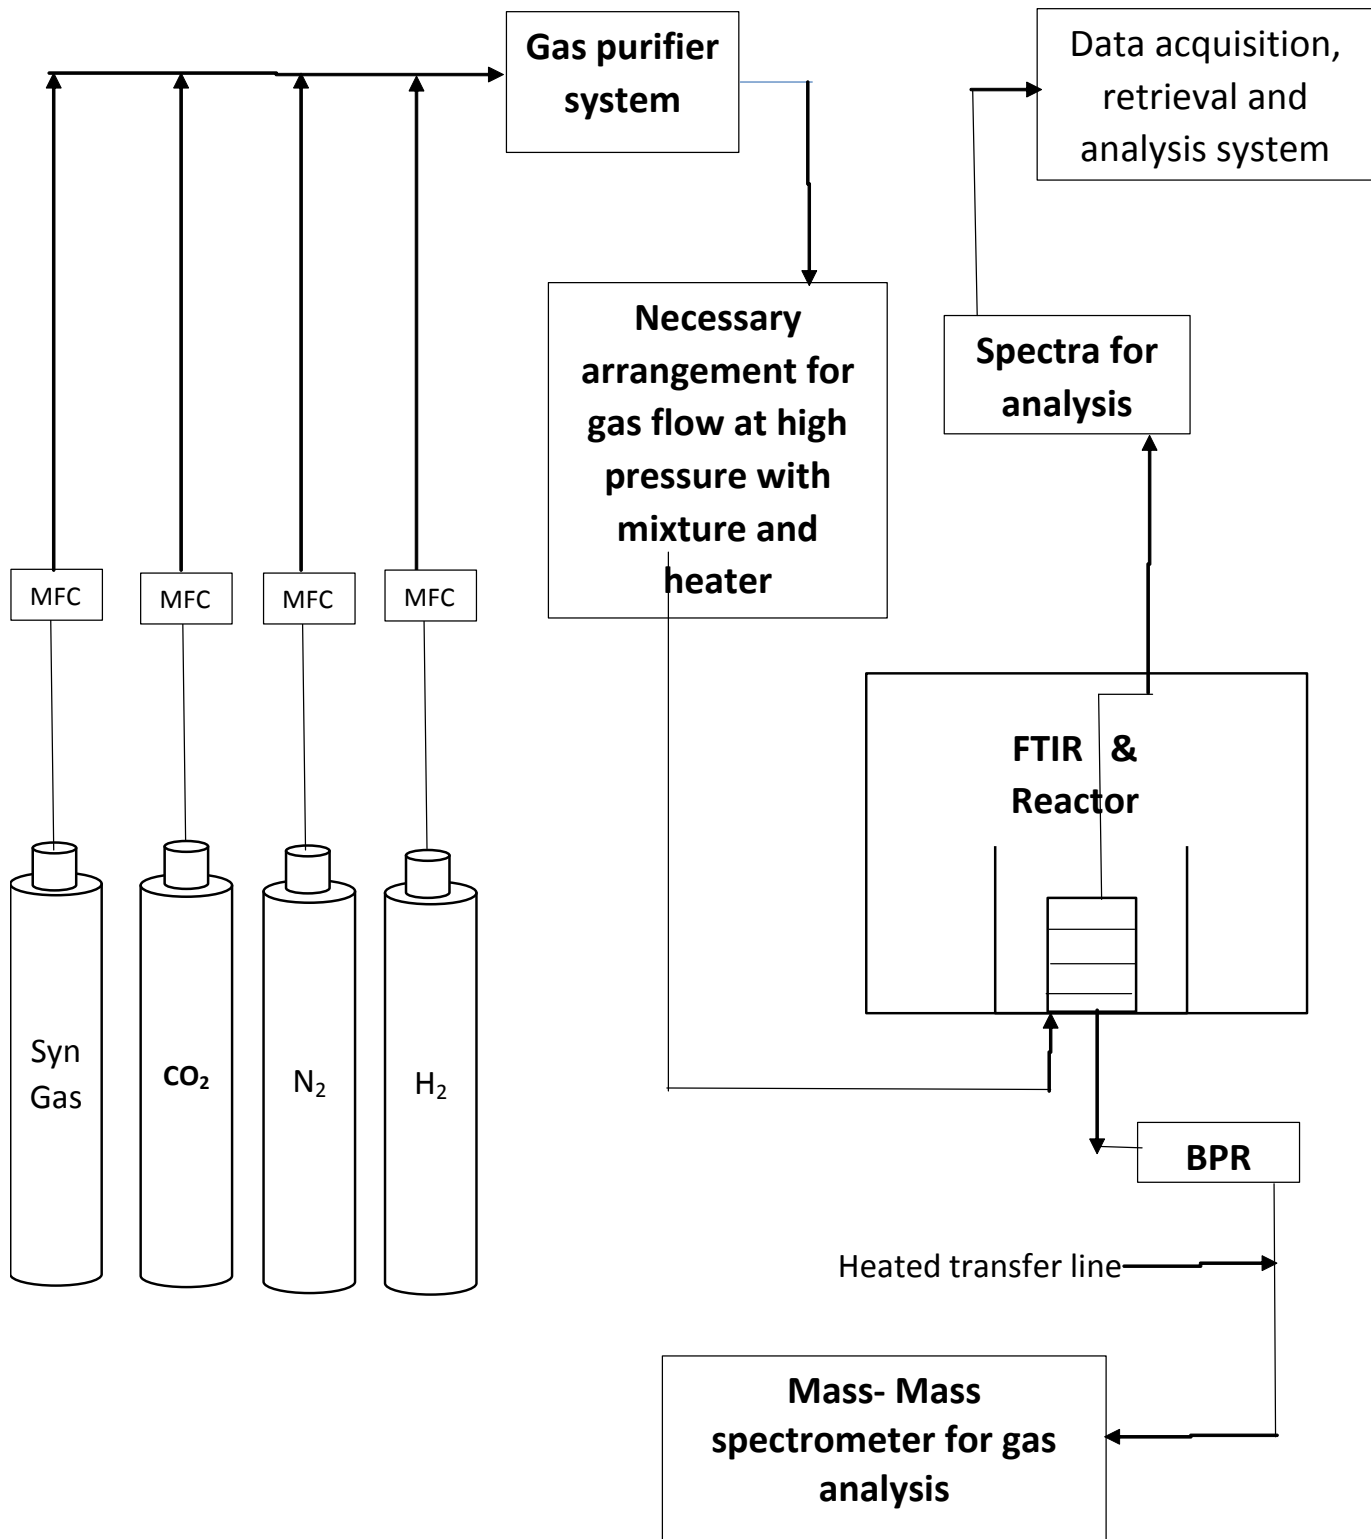 Gas purifier
system
Data acquisition,
retrieval and
analysis system
Necessary
arrangement for
gas flow at high
pressure with
mixture and
heater
Spectra for
analysis
MFC
MFC
MFC
MFC
FTIR &
Reactor
Syn
Gas
CO₂
N₂
H₂
BPR
Heated transfer line
Mass- Mass
spectrometer for gas
analysis